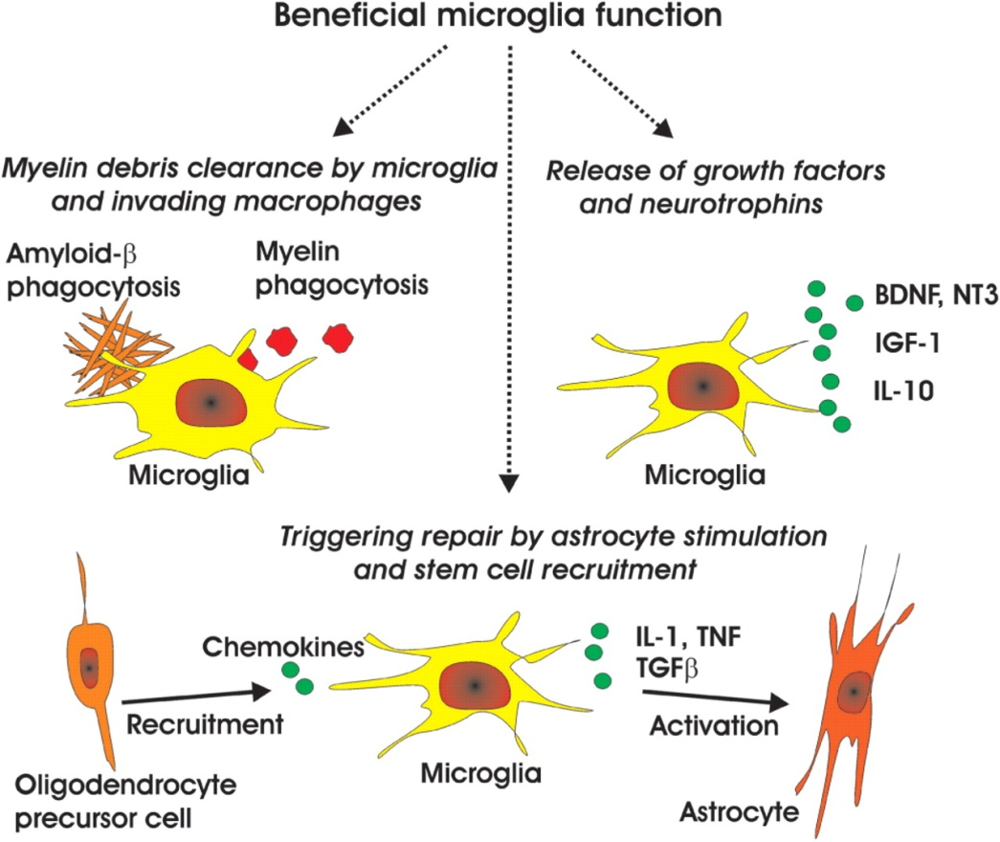 Beneficial microglia function
Myelin debris clearance by microglia
and invading macrophages
Release of growth factors
and neurotrophins
Amyloid-β
phagocytosis
Myelin
phagocytosis
BDNF, NT3
IGF-1
IL-10
Microglia
Microglia
Triggering repair by astrocyte stimulation
and stem cell recruitment
Chemokines
IL-1, TNF
TGFβ
Recruitment
Activation
Microglia
Oligodendrocyte
precursor cell
Astrocyte